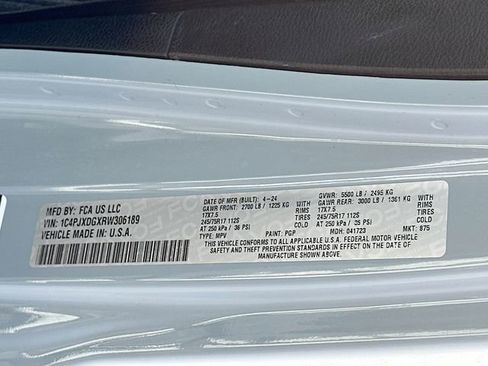 MFD BY: FCA US LLC
VIN: 1C4PJXDGXRW306189
VEHICLE MADE IN: U.S.A.
DATE OF MFR (BUILT): 4-24 GVWR: 5500 LB / 2495 KG
GAWR FRONT: 2700 LB / 1225 KG WITH GAWR REAR: 3000 LB / 1361 KG WITH
17X7.5 RIMS 17X7.5 RIMS
245/75R17 112S TIRES 245/75R17 112S TIRES
AT 250 kPa / 36 PSI AT 250 kPa / 36 PSI
TYPE: MPV PAINT: PGP MDH: 041723 MKT: 875
THIS VEHICLE CONFORMS TO ALL APPLICABLE U.S.A. FEDERAL MOTOR VEHICLE
SAFETY AND THEFT PREVENTION STANDARDS IN EFFECT ON THE DATE OF MANUFACTURE
SHOWN ABOVE.